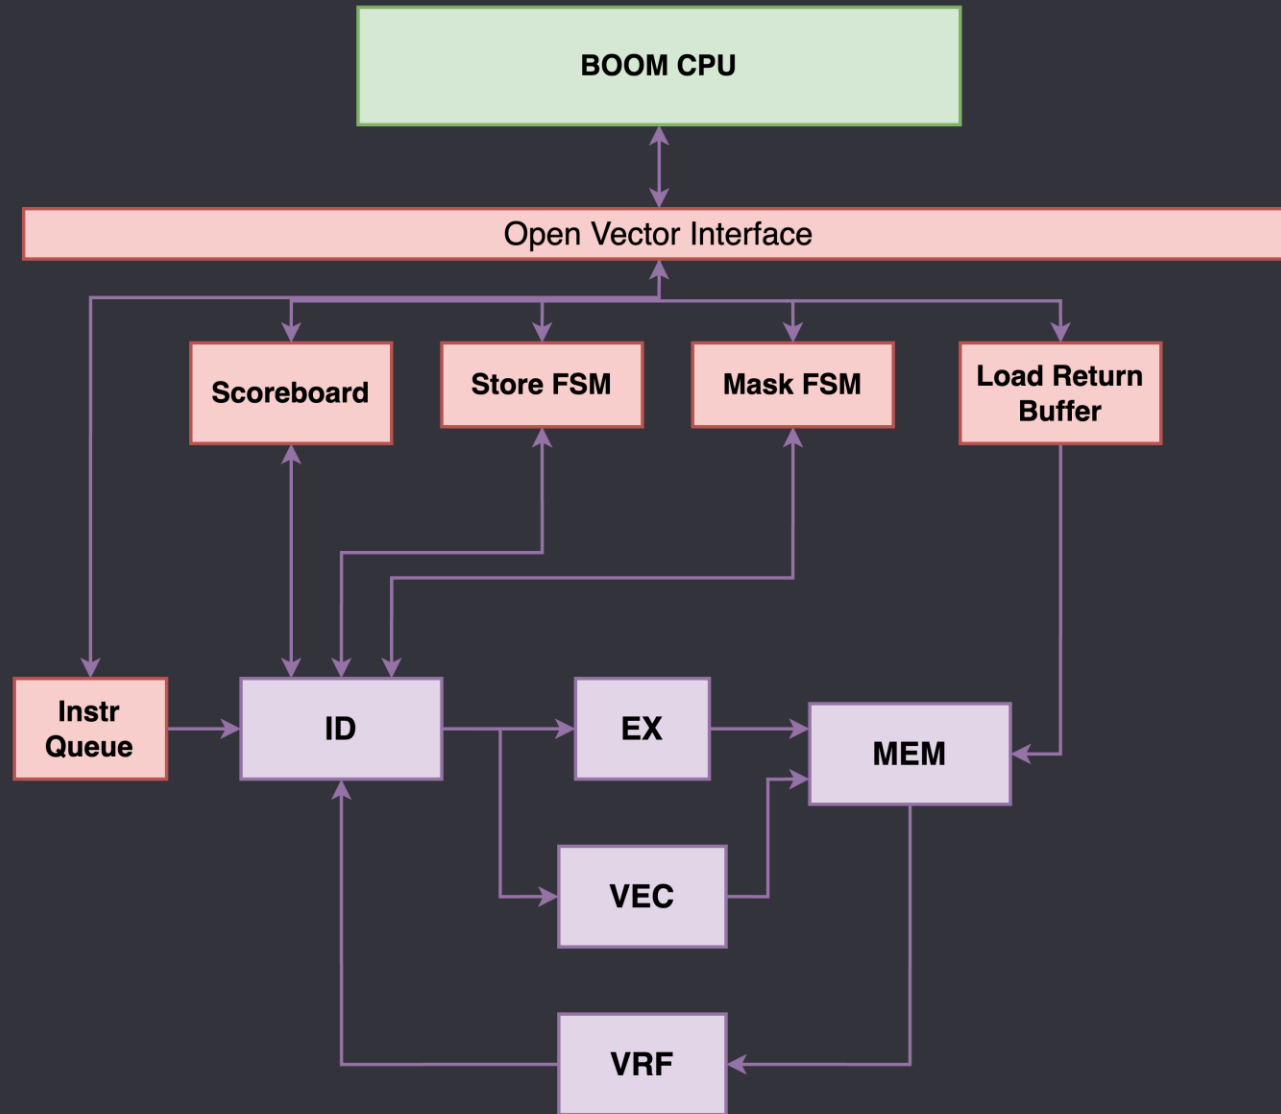 BOOM CPU
Open Vector Interface
Scoreboard
Store FSM
Mask FSM
Load Return
Buffer
Instr
Queue
ID
EX
MEM
VEC
VRF